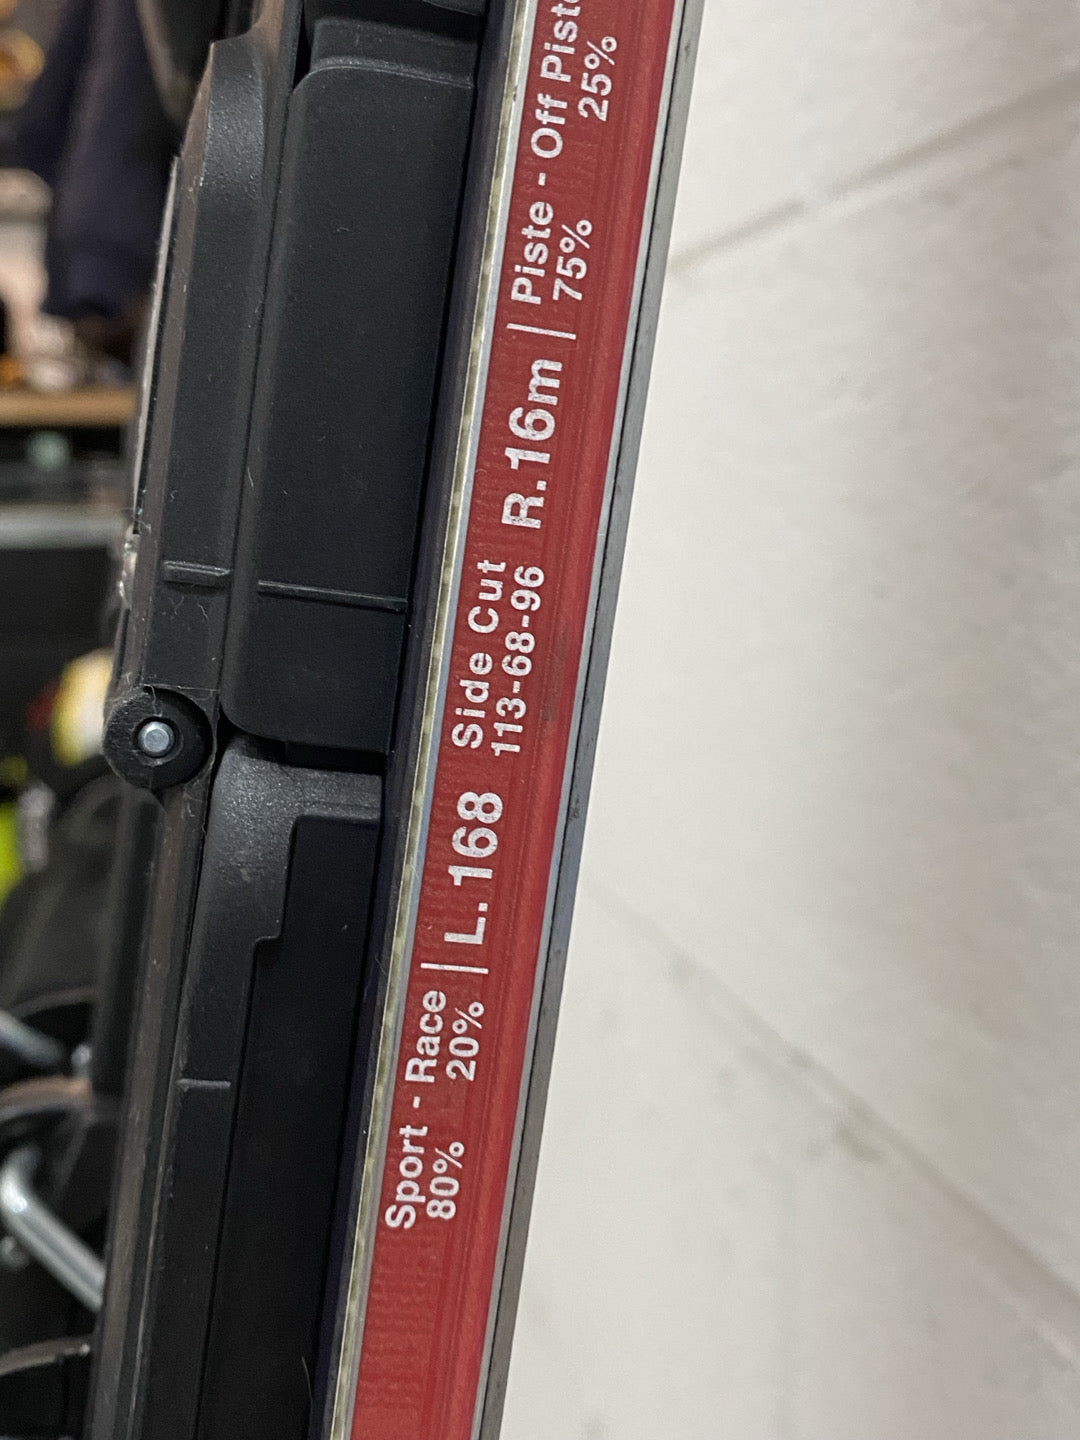 Sport - Race | L. 168 Side Cut R. 16m | Piste - Off Piste
80% 20% 113-68-96 75% 25%